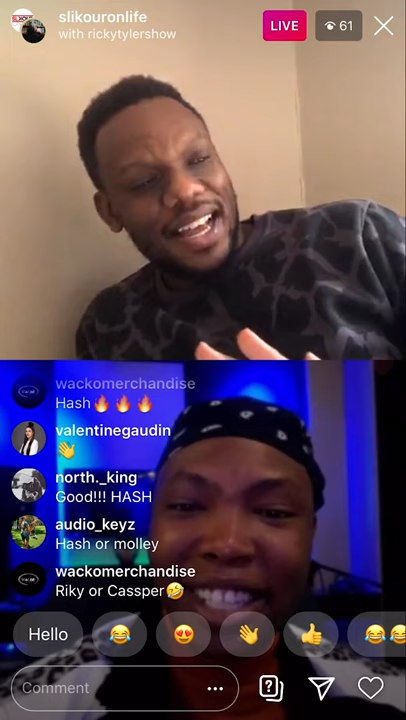 slikouronlife
with rickytylershow
LIVE
61
wackomerchandise
Hash🔥🔥🔥
valentinegaudin
👋
north._king
Good!!! HASH
audio_keyz
Hash or molley
wackomerchandise
Riky or Cassper🤣
Hello 😂 😍 👋 👍 😂😂
Comment